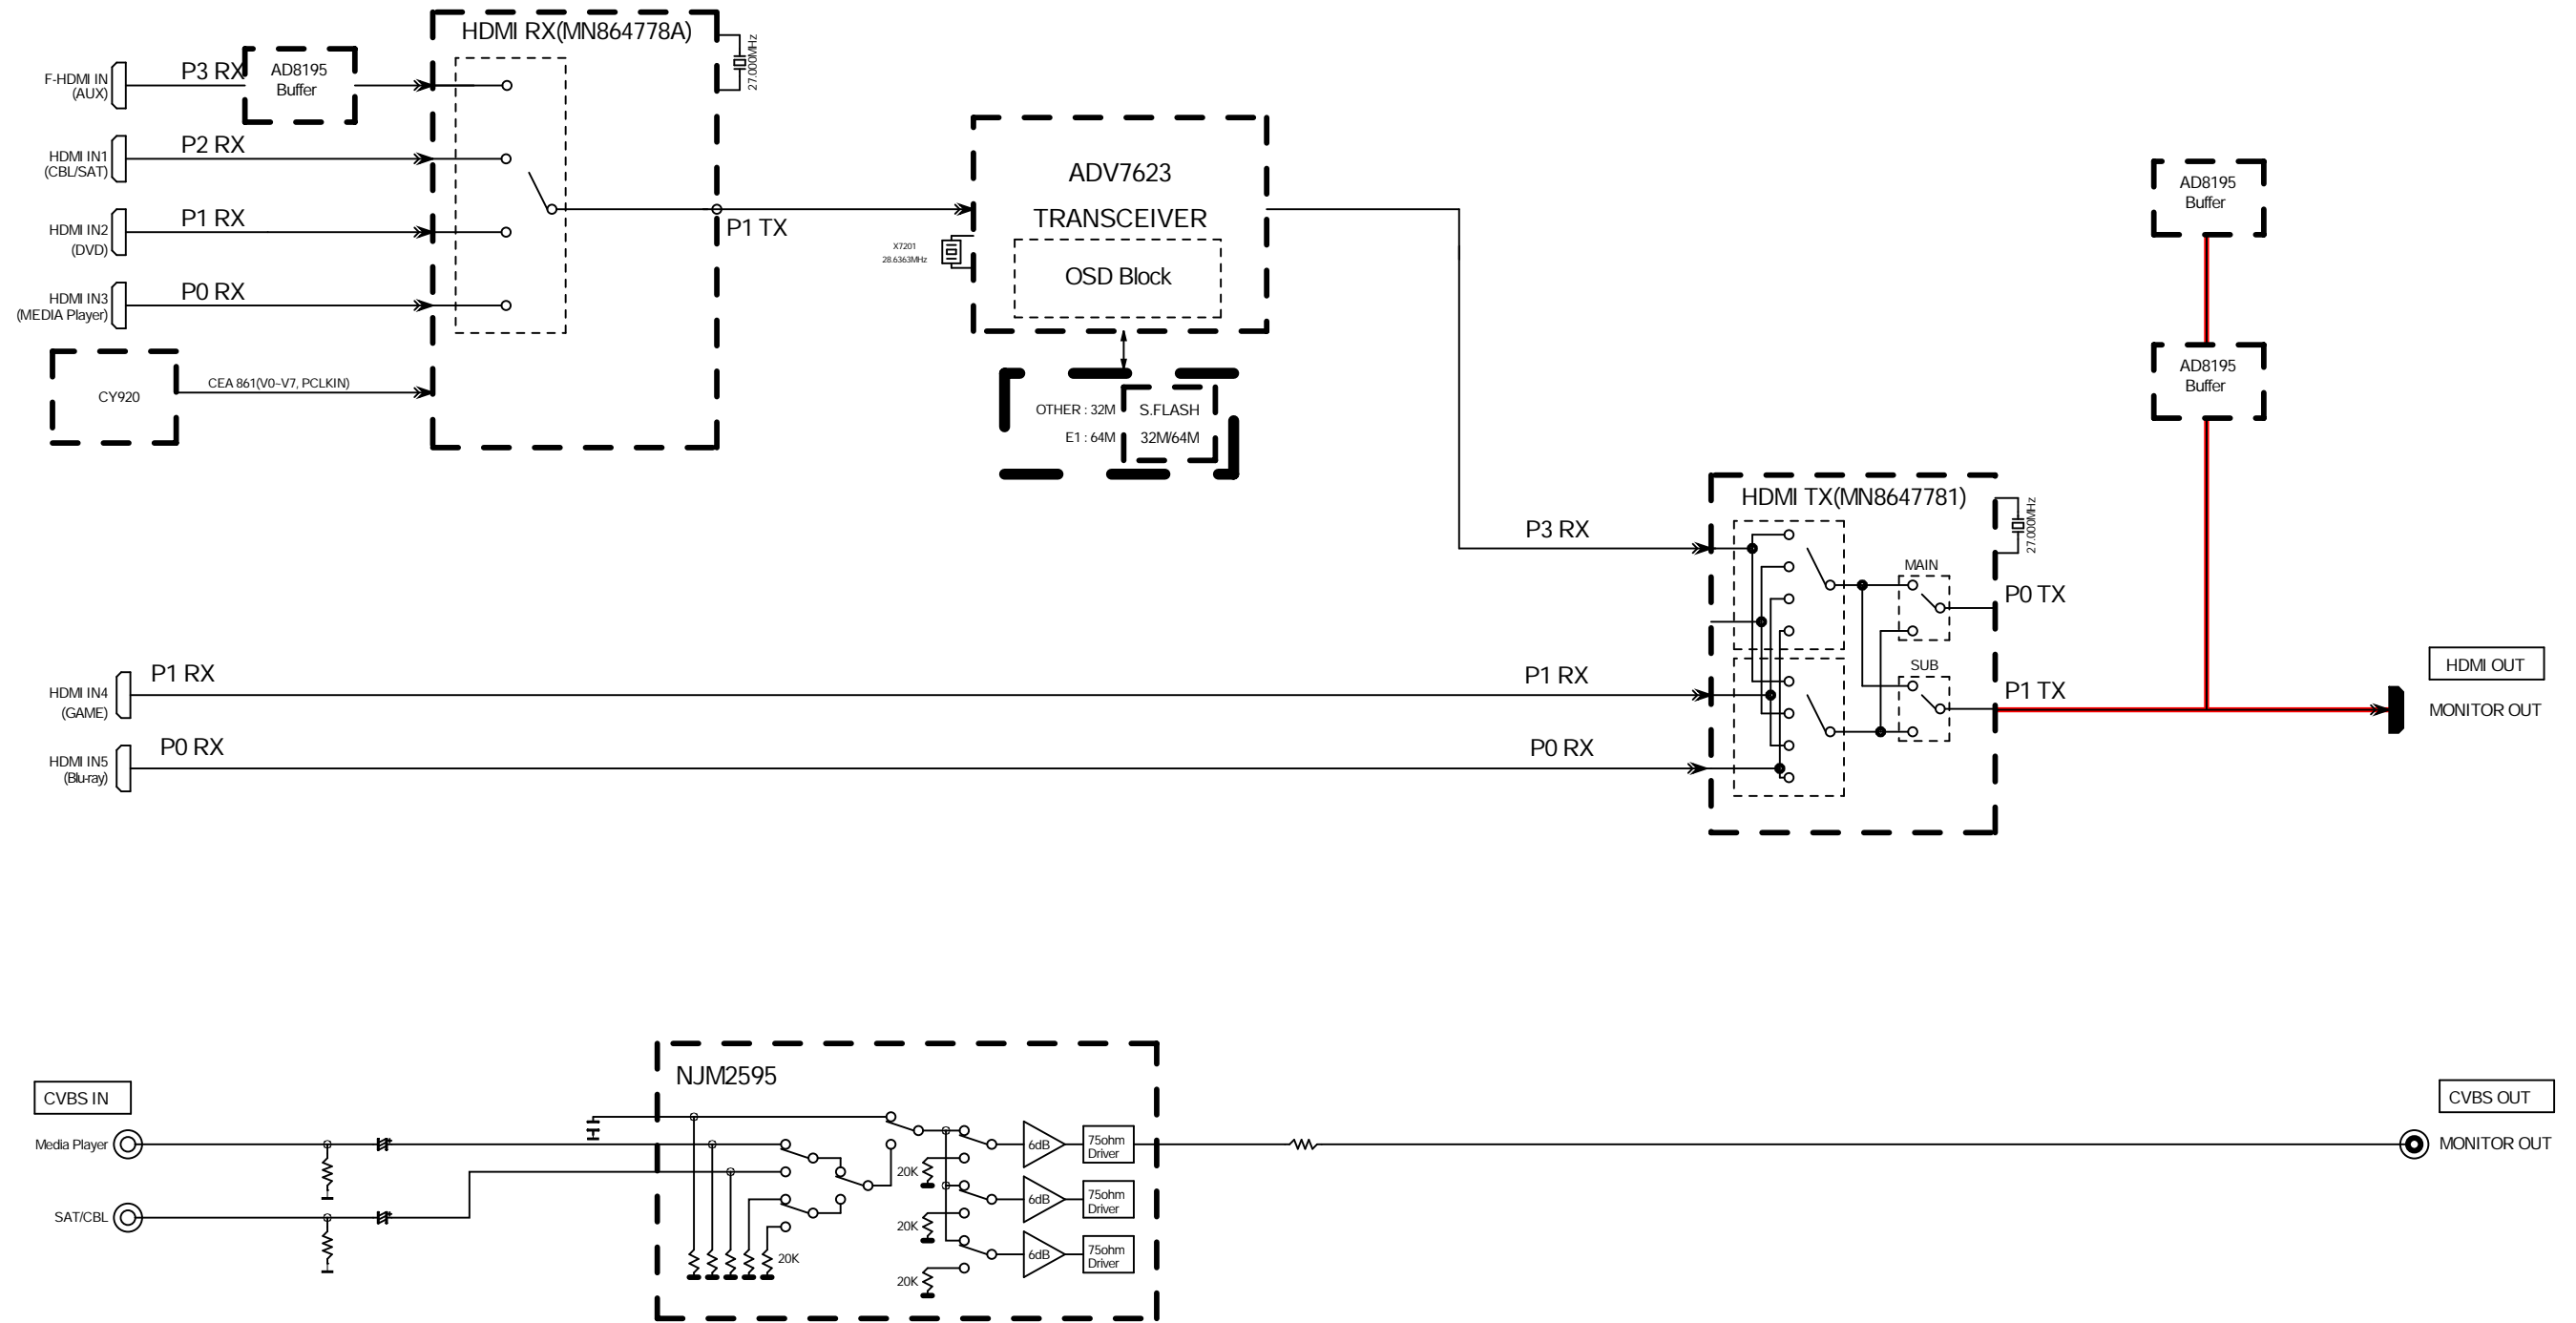 HDMI RX(MN864778A)
27.000MHz
F-HDMI IN
(AUX)
P3 RX
AD8195
Buffer
HDMI IN1
(CBL/SAT)
P2 RX
HDMI IN2
(DVD)
P1 RX
HDMI IN3
(MEDIA Player)
P0 RX
CY920
CEA 861(V0~V7, PCLKIN)
P1 TX
ADV7623
TRANSCEIVER
OSD Block
X7201
28.6363MHz
OTHER : 32M
E1 : 64M
S.FLASH
32M/64M
AD8195
Buffer
AD8195
Buffer
HDMI TX(MN8647781)
27.000MHz
P3 RX
MAIN
P0 TX
SUB
P1 TX
HDMI OUT
MONITOR OUT
HDMI IN4
(GAME)
P1 RX
P1 RX
HDMI IN5
(Blu-ray)
P0 RX
P0 RX
NJM2595
CVBS IN
Media Player
SAT/CBL
20K
20K
20K
20K
6dB
75ohm
Driver
6dB
75ohm
Driver
6dB
75ohm
Driver
CVBS OUT
MONITOR OUT